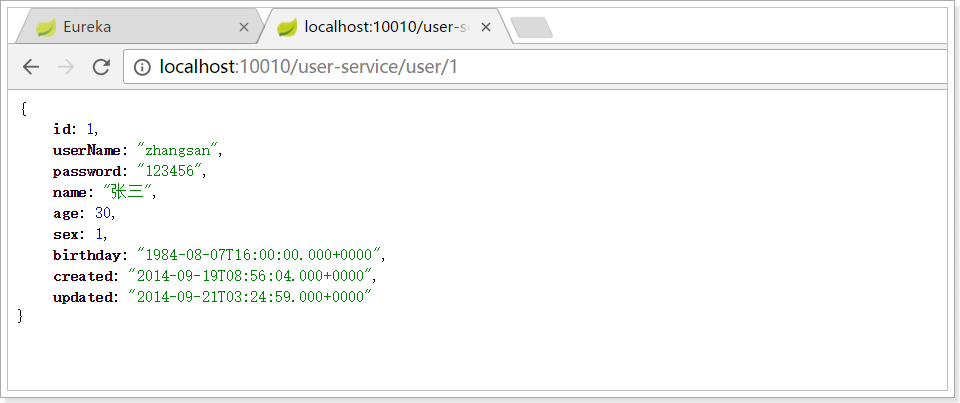 Eureka
localhost:10010/user-s
localhost:10010/user-service/user/1
{
id: 1,
userName: "zhangsan",
password: "123456",
name: "张三",
age: 30,
sex: 1,
birthday: "1984-08-07T16:00:00.000+0000",
created: "2014-09-19T08:56:04.000+0000",
updated: "2014-09-21T03:24:59.000+0000"
}